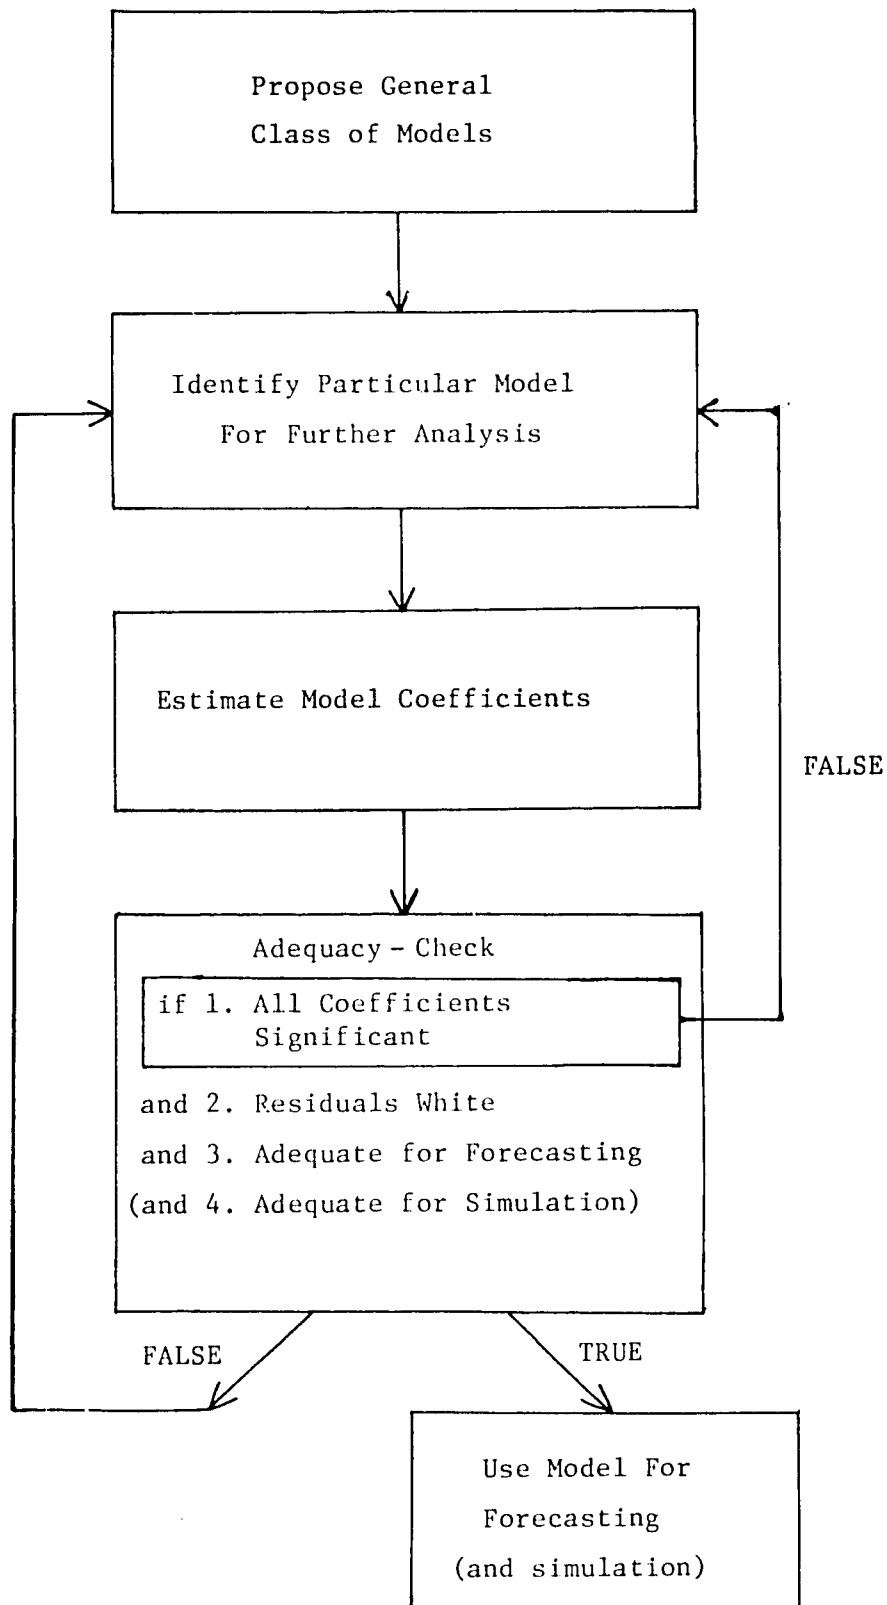 Propose General
Class of Models
Identify Particular Model
For Further Analysis
Estimate Model Coefficients
FALSE
Adequacy - Check
if 1. All Coefficients
Significant
and 2. Residuals White
and 3. Adequate for Forecasting
(and 4. Adequate for Simulation)
FALSE
TRUE
Use Model For
Forecasting
(and simulation)